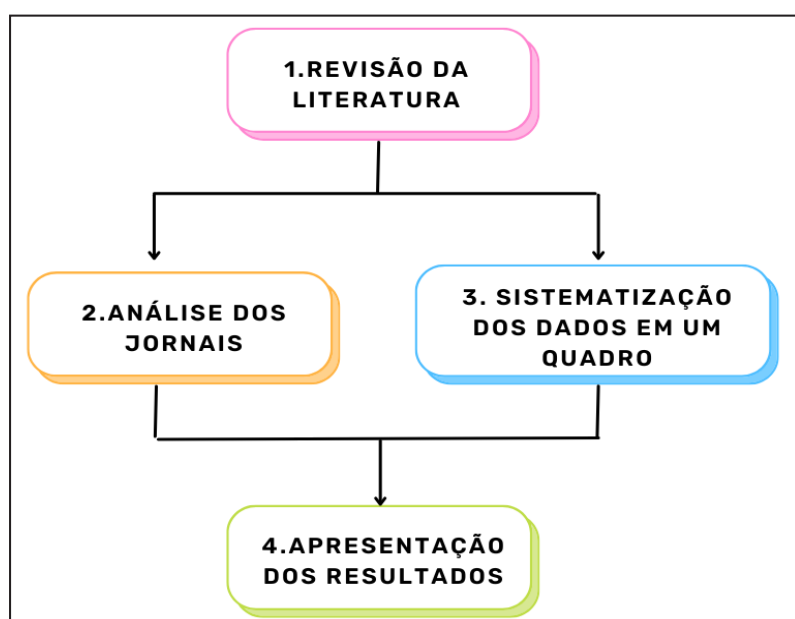 1.REVISÃO DA
LITERATURA
2.ANÁLISE DOS
JORNAIS
3. SISTEMATIZAÇÃO
DOS DADOS EM UM
QUADRO
4.APRESENTAÇÃO
DOS RESULTADOS